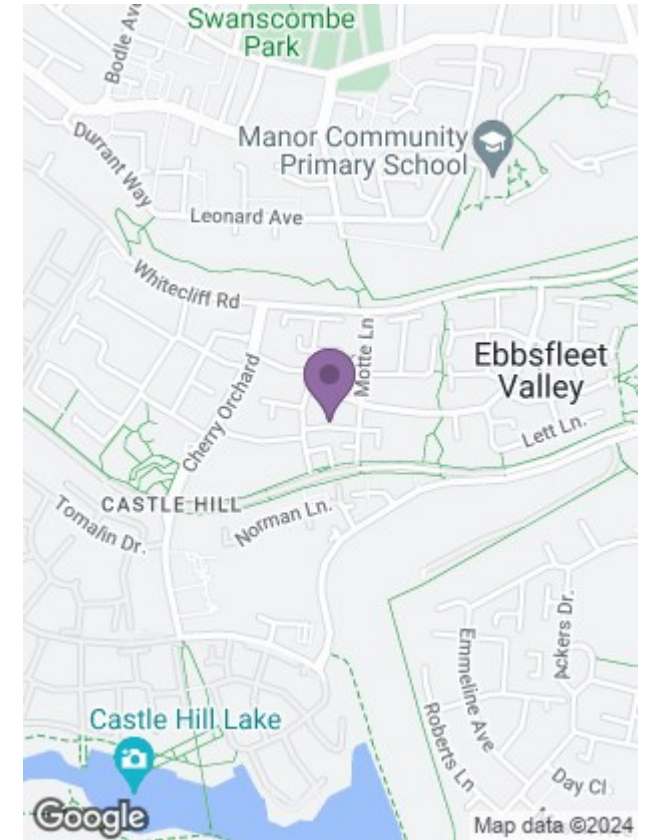 Swanscombe
Park
Bodle Av
Durrant Way
Manor Community
Primary School
Leonard Ave
Whitecliff Rd
Motte Ln
Ebbsfleet
Valley
Cherry Orchard
Lett Ln.
CASTLE HILL
Norman Ln.
Tomalin Dr.
Ackers Dr.
Emmeline Ave
Roberts Ln
Castle Hill Lake
Day Cl
Google
Map data ©2024